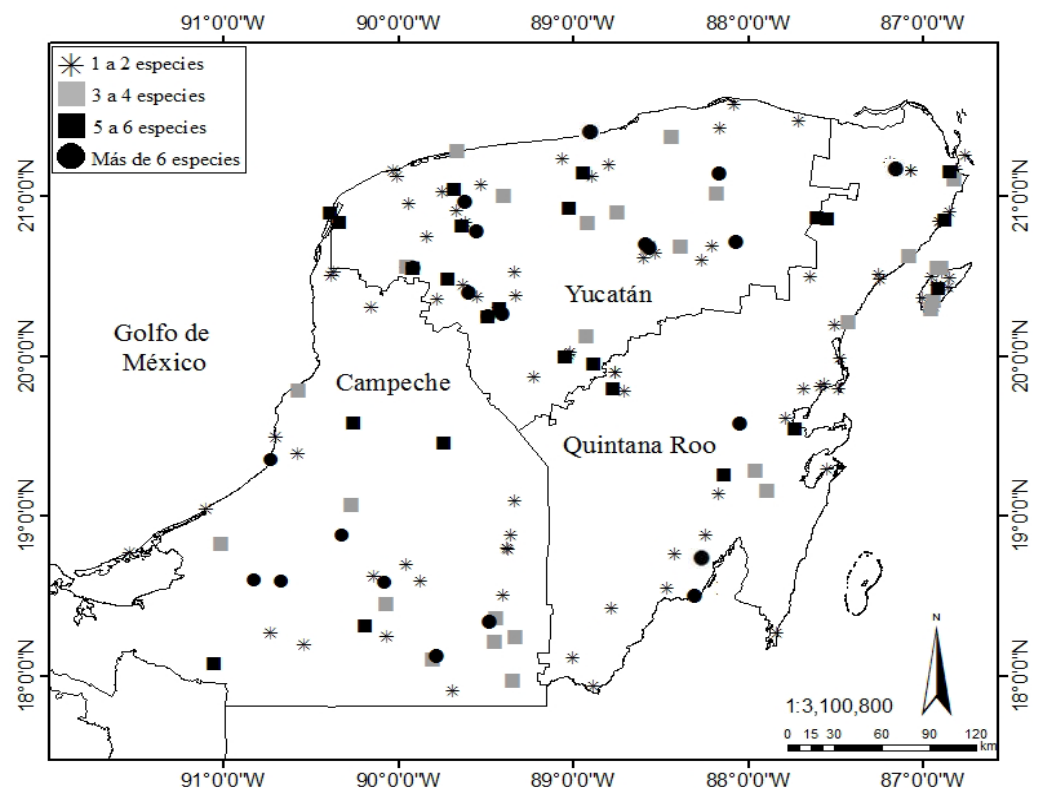 91°0'0"W 90°0'0"W 89°0'0"W 88°0'0"W 87°0'0"W
1 a 2 especies
3 a 4 especies
5 a 6 especies
Más de 6 especies
21°0'0"N
21°0'0"N
Yucatán
Golfo de
México
20°0'0"N
20°0'0"N
Campeche
Quintana Roo
19°0'0"N
19°0'0"N
N
18°0'0"N
18°0'0"N
1:3,100,800
0 15 30 60 90 120
km
91°0'0"W 90°0'0"W 89°0'0"W 88°0'0"W 87°0'0"W